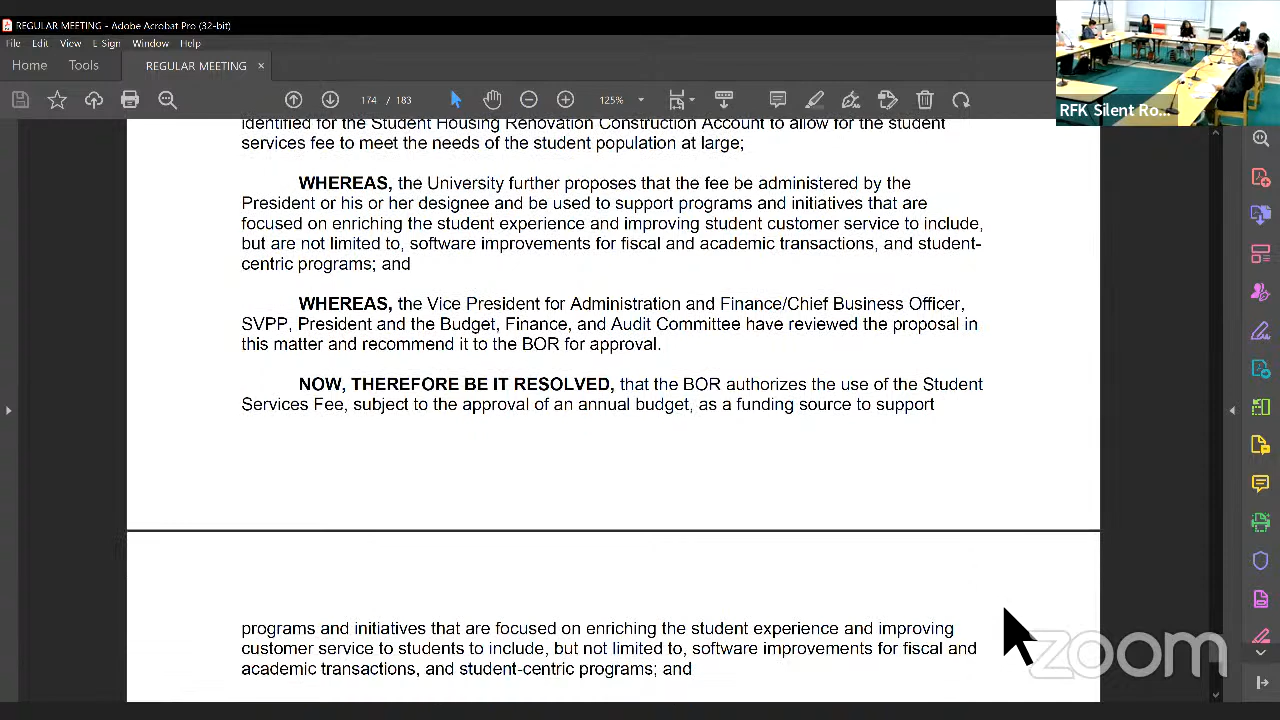 REGULAR MEETING - Adobe Acrobat Pro (32-bit)
File Edit View E-Sign Window Help
Home Tools REGULAR MEETING ×
174 / 183 125%
RFK Silent Ro...
identified for the Student Housing Renovation Construction Account to allow for the student
services fee to meet the needs of the student population at large;
WHEREAS, the University further proposes that the fee be administered by the
President or his or her designee and be used to support programs and initiatives that are
focused on enriching the student experience and improving student customer service to include,
but are not limited to, software improvements for fiscal and academic transactions, and student-
centric programs; and
WHEREAS, the Vice President for Administration and Finance/Chief Business Officer,
SVPP, President and the Budget, Finance, and Audit Committee have reviewed the proposal in
this matter and recommend it to the BOR for approval.
NOW, THEREFORE BE IT RESOLVED, that the BOR authorizes the use of the Student
Services Fee, subject to the approval of an annual budget, as a funding source to support
programs and initiatives that are focused on enriching the student experience and improving
customer service to students to include, but not limited to, software improvements for fiscal and
academic transactions, and student-centric programs; and
zoom